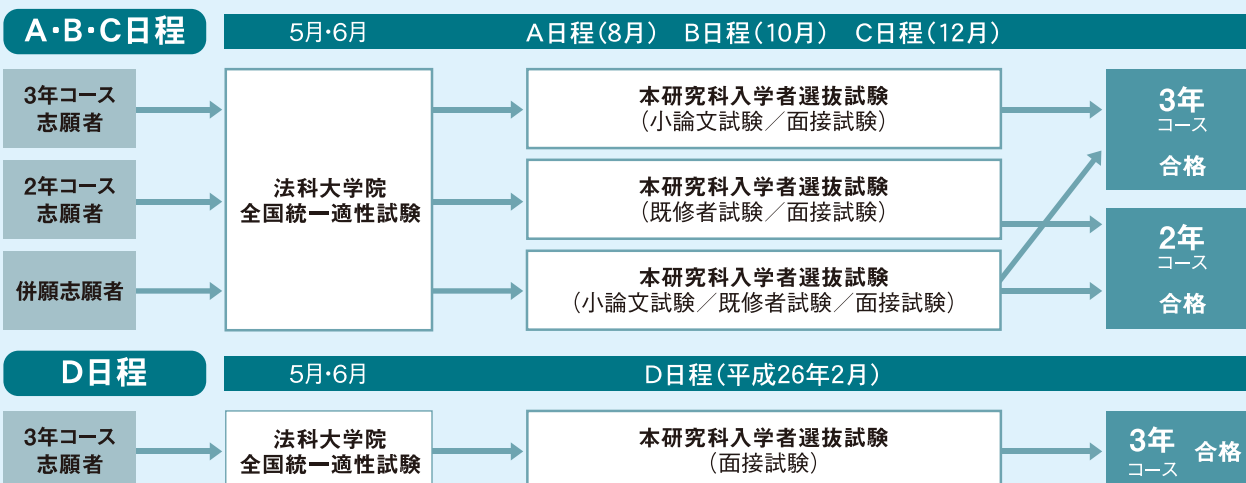 A・B・C日程
5月・6月
A日程(8月) B日程(10月) C日程(12月)
3年コース
志願者
2年コース
志願者
併願志願者
法科大学院
全国統一適性試験
本研究科入学者選抜試験
(小論文試験/面接試験)
本研究科入学者選抜試験
(既修者試験/面接試験)
本研究科入学者選抜試験
(小論文試験/既修者試験/面接試験)
3年
コース
合格
2年
コース
合格
D日程
5月・6月
D日程(平成26年2月)
3年コース
志願者
法科大学院
全国統一適性試験
本研究科入学者選抜試験
(面接試験)
3年
コース
合格